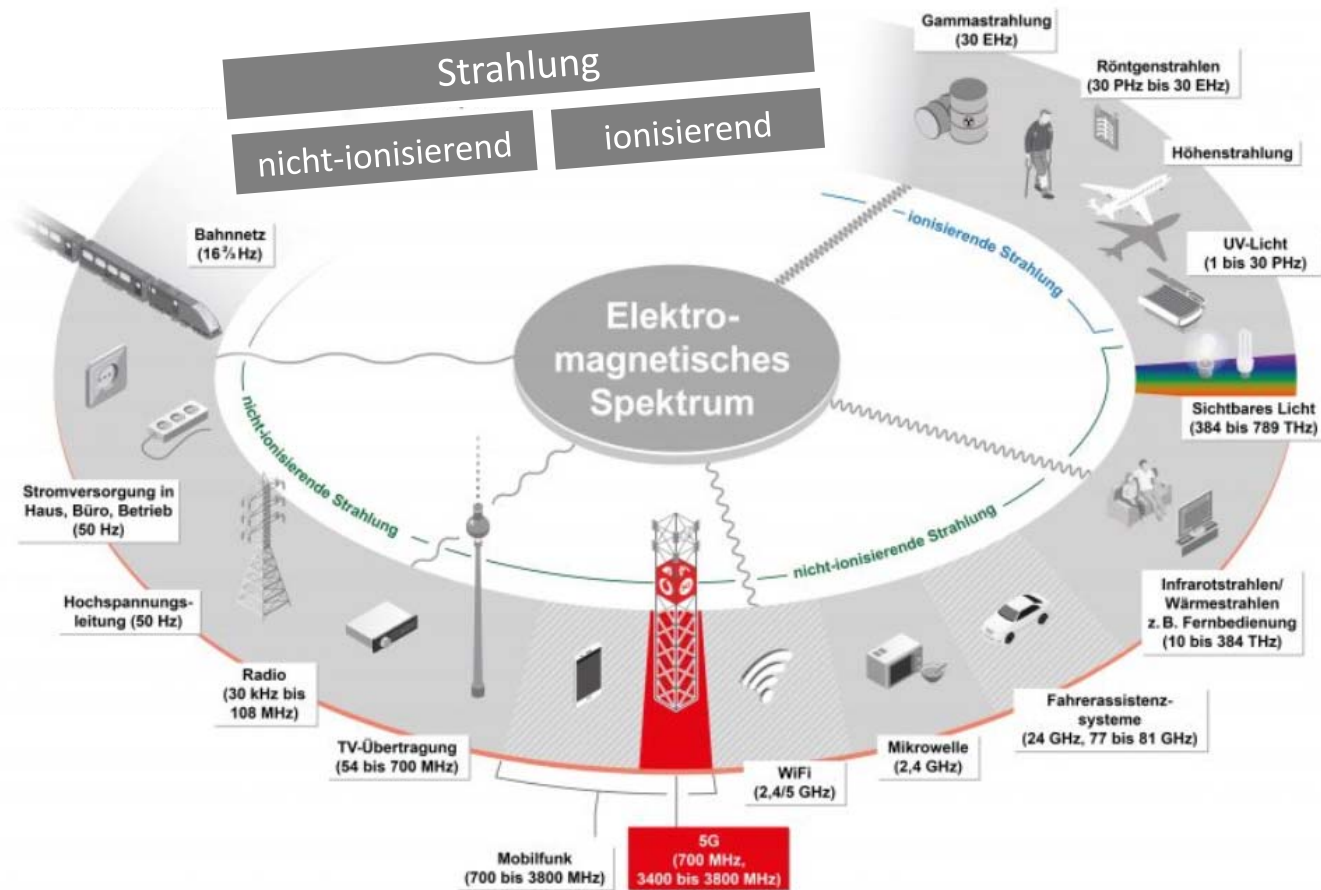 Strahlung
nicht-ionisierend
ionisierend
Gammastrahlung
(30 EHz)
Röntgenstrahlen
(30 PHz bis 30 EHz)
Höhenstrahlung
UV-Licht
(1 bis 30 PHz)
Sichtbares Licht
(384 bis 789 THz)
Infrarotstrahlen/
Wärmestrahlen
z. B. Fernbedienung
(10 bis 384 THz)
Fahrerassistenz-
systeme
(24 GHz, 77 bis 81 GHz)
Mikrowelle
(2,4 GHz)
WiFi
(2,4/5 GHz)
5G
(700 MHz,
3400 bis 3800 MHz)
Mobilfunk
(700 bis 3800 MHz)
TV-Übertragung
(54 bis 700 MHz)
Radio
(30 kHz bis
108 MHz)
Hochspannungs-
leitung (50 Hz)
Stromversorgung in
Haus, Büro, Betrieb
(50 Hz)
Bahnnetz
(16⅔ Hz)
Elektro-
magnetisches
Spektrum
ionisierende Strahlung
nicht-ionisierende Strahlung
nicht-ionisierende Strahlung